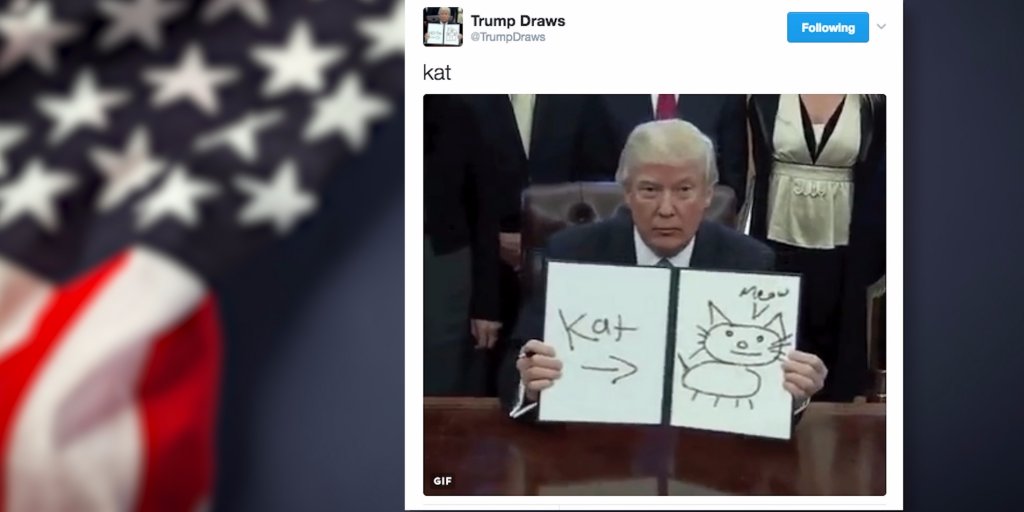 Trump Draws
@TrumpDraws
Following
kat
Kat
Meow
GIF